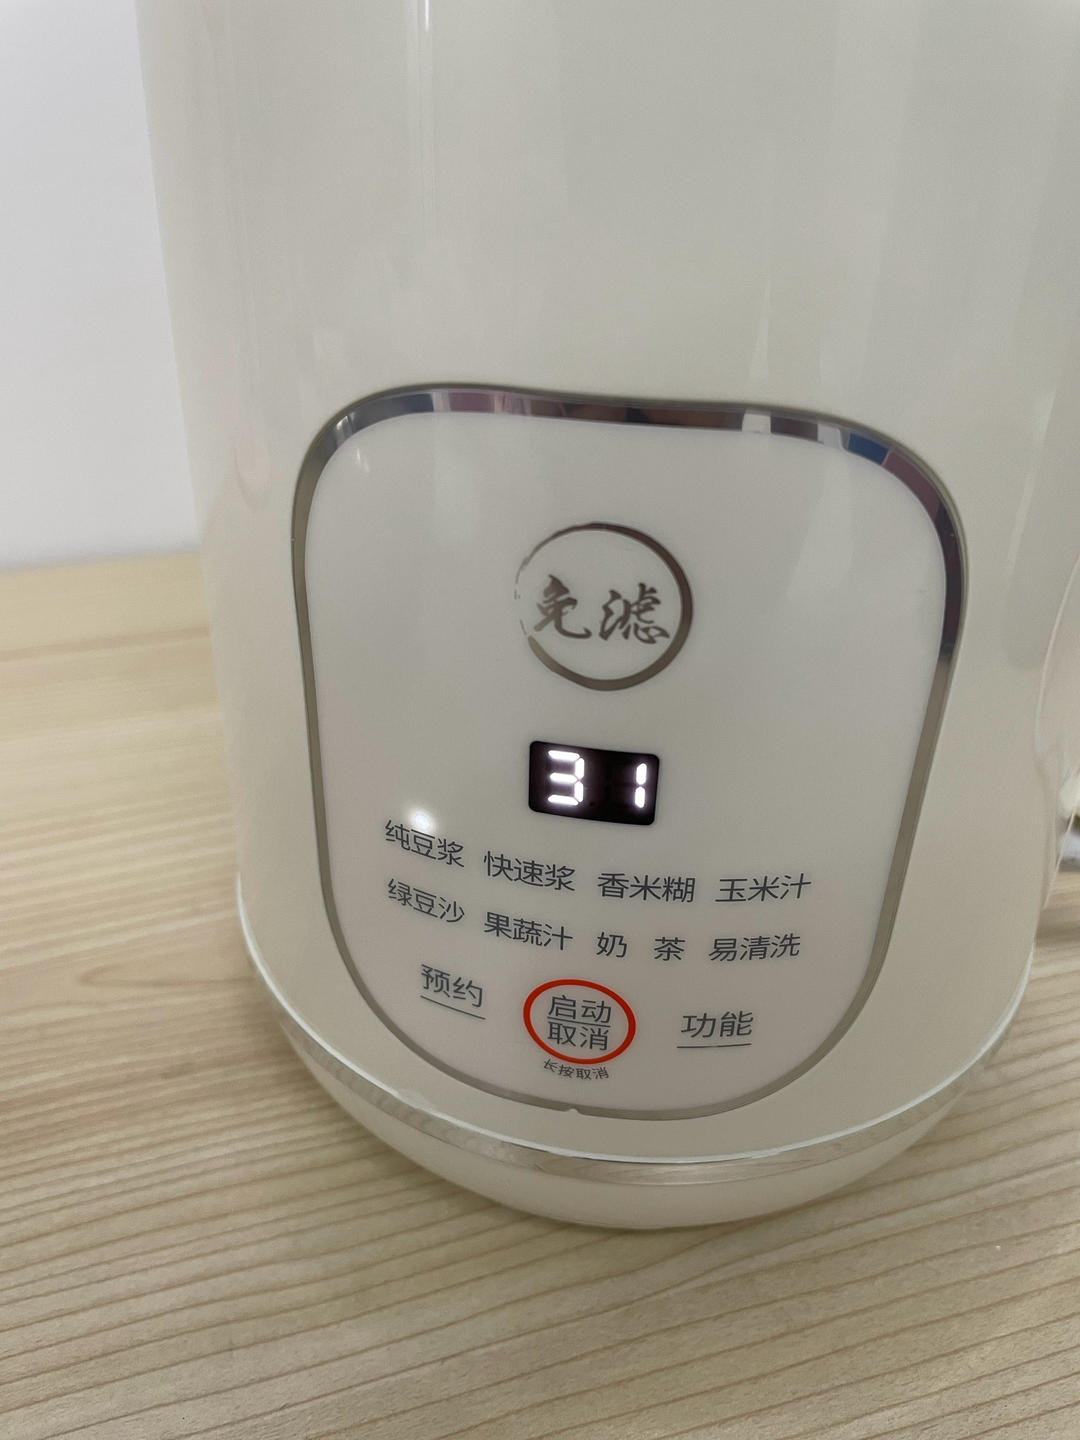 免滤
31
纯豆浆 快速浆 香米糊 玉米汁
绿豆沙 果蔬汁 奶 茶 易清洗
预约 启动 功能
取消
长按取消